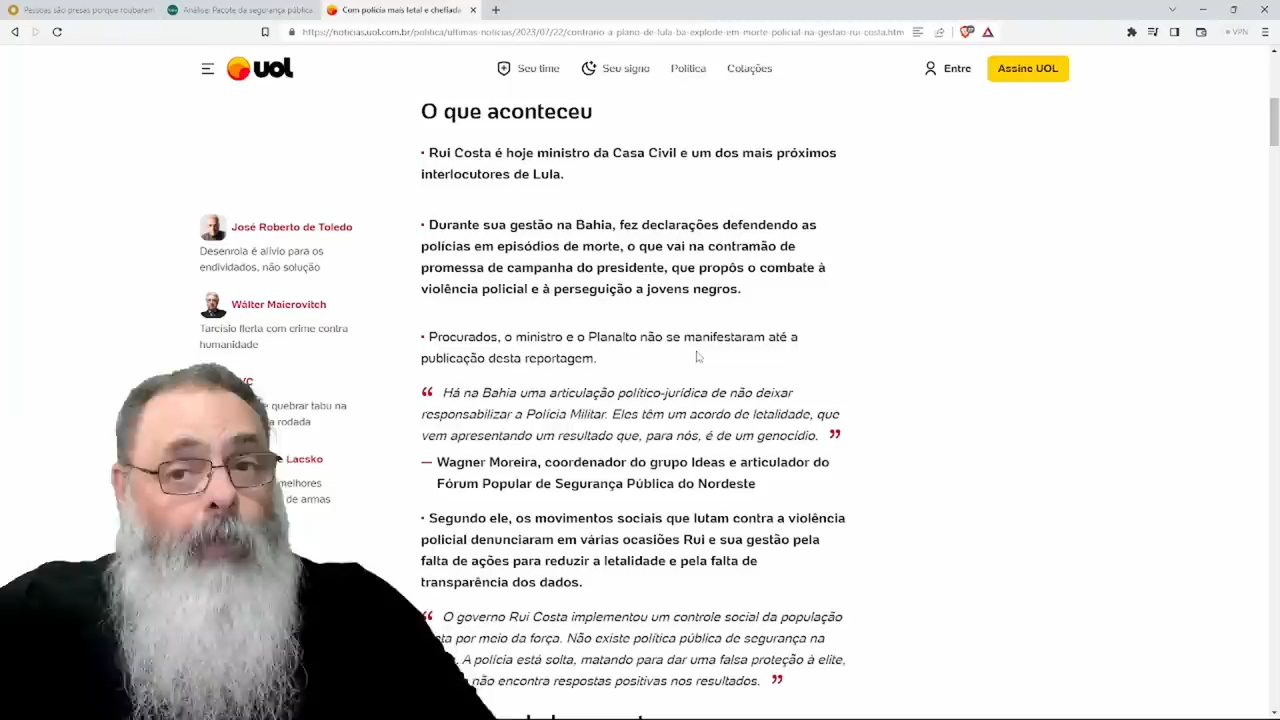 Pessoas são presas porque roubaram
Análise: Pacote da segurança pública
Com polícia mais letal e chefiada
https://noticias.uol.com.br/politica/ultimas-noticias/2023/07/22/contrario-a-plano-de-lula-ba-explode-em-morte-policial-na-gestao-rui-costa.htm
VPN
UOL
Seu time
Seu signo
Política
Cotações
Entre
Assine UOL
O que aconteceu
· Rui Costa é hoje ministro da Casa Civil e um dos mais próximos
interlocutores de Lula.
José Roberto de Toledo
Desenrola é alívio para os
endividados, não solução
Wálter Maierovitch
Tarcísio flerta com crime contra
humanidade
VC
quebrar tabu na
rodada
Lacsko
melhores
de armas
· Durante sua gestão na Bahia, fez declarações defendendo as
polícias em episódios de morte, o que vai na contramão de
promessa de campanha do presidente, que propôs o combate à
violência policial e à perseguição a jovens negros.
· Procurados, o ministro e o Planalto não se manifestaram até a
publicação desta reportagem.
“ Há na Bahia uma articulação político-jurídica de não deixar
responsabilizar a Polícia Militar. Eles têm um acordo de letalidade, que
vem apresentando um resultado que, para nós, é de um genocídio. ”
— Wagner Moreira, coordenador do grupo Ideas e articulador do
Fórum Popular de Segurança Pública do Nordeste
· Segundo ele, os movimentos sociais que lutam contra a violência
policial denunciaram em várias ocasiões Rui e sua gestão pela
falta de ações para reduzir a letalidade e pela falta de
transparência dos dados.
“ O governo Rui Costa implementou um controle social da população
por meio da força. Não existe política pública de segurança na
A polícia está solta, matando para dar uma falsa proteção à elite,
não encontra respostas positivas nos resultados. ”